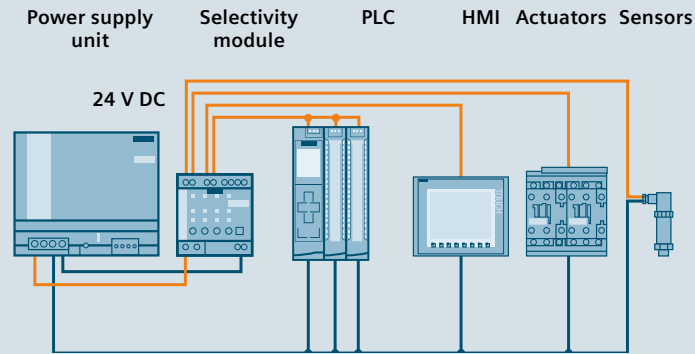 Power supply
unit
Selectivity
module
PLC
HMI
Actuators
Sensors
24 V DC